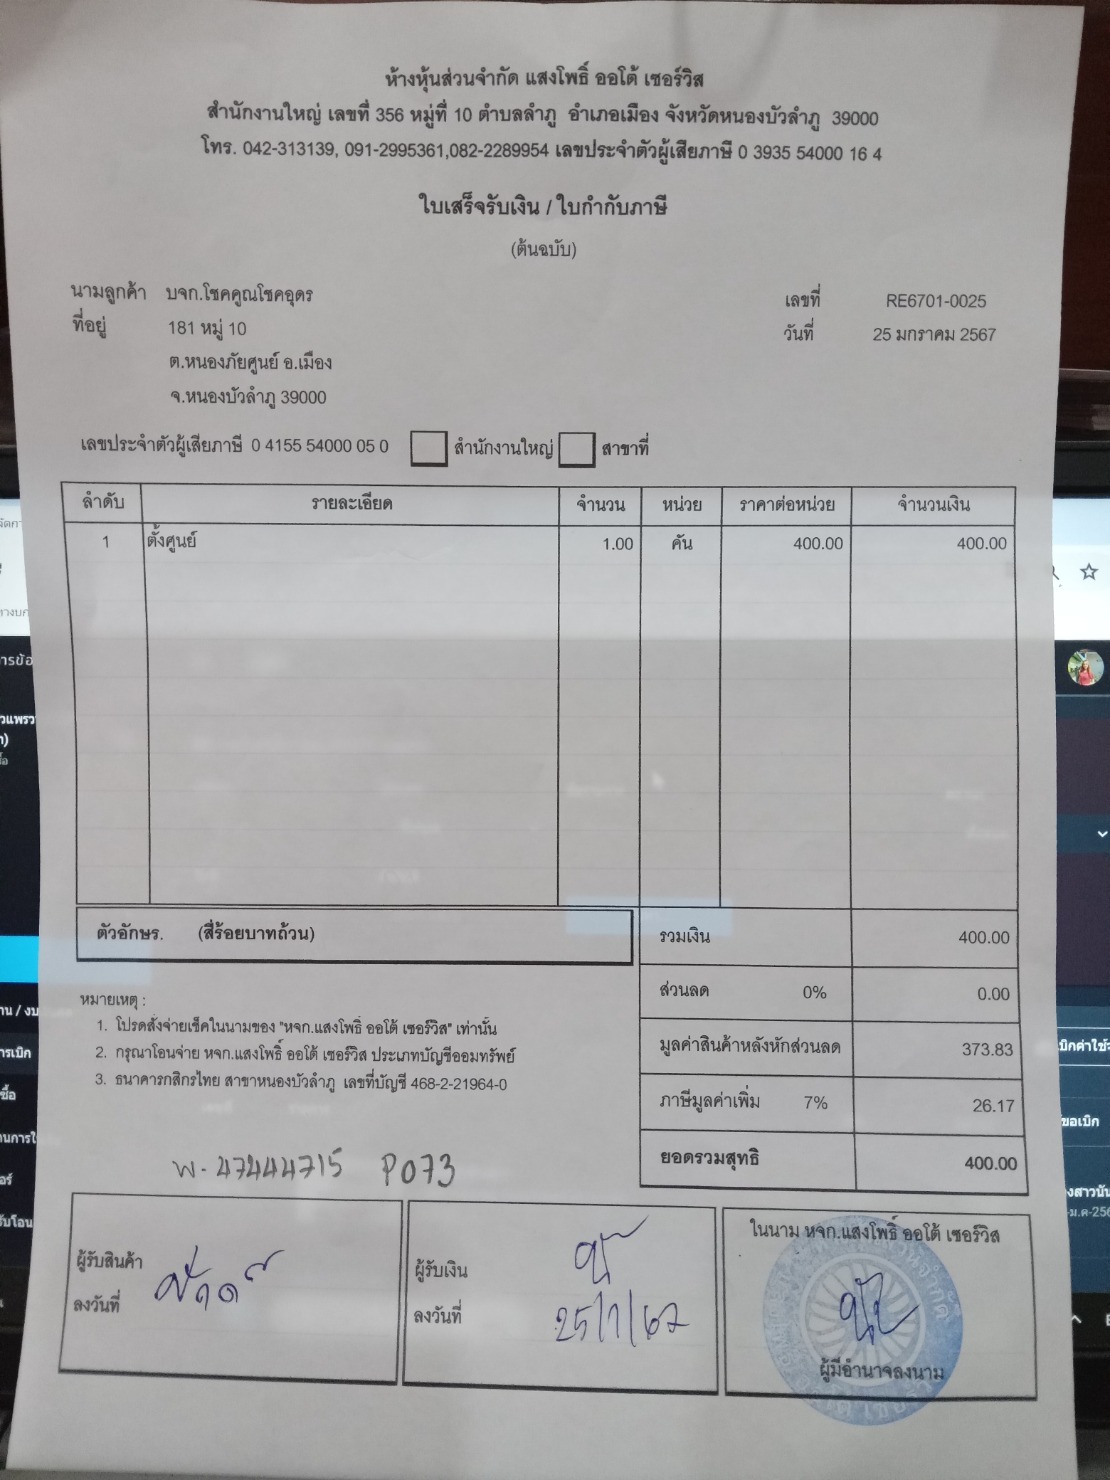 ห้างหุ้นส่วนจำกัด แสงโพธิ์ ออโต้ เซอร์วิส
สำนักงานใหญ่ เลขที่ 356 หมู่ที่ 10 ตำบลลำภู อำเภอเมือง จังหวัดหนองบัวลำภู 39000
โทร. 042-313139, 091-2995361,082-2289954 เลขประจำตัวผู้เสียภาษี 0 3935 54000 16 4
ใบเสร็จรับเงิน / ใบกำกับภาษี
(ต้นฉบับ)
นามลูกค้า บจก.โชคคูณโชคอุดร
เลขที่ RE6701-0025
ที่อยู่ 181 หมู่ 10
วันที่ 25 มกราคม 2567
ต.หนองภัยศูนย์ อ.เมือง
จ.หนองบัวลำภู 39000
เลขประจำตัวผู้เสียภาษี 0 4155 54000 05 0 สำนักงานใหญ่ สาขาที่
ลำดับ รายละเอียด จำนวน หน่วย ราคาต่อหน่วย จำนวนเงิน
1 ตั้งศูนย์ 1.00 คัน 400.00 400.00
ตัวอักษร. (สี่ร้อยบาทถ้วน)
รวมเงิน 400.00
ส่วนลด 0% 0.00
มูลค่าสินค้าหลังหักส่วนลด 373.83
ภาษีมูลค่าเพิ่ม 7% 26.17
ยอดรวมสุทธิ 400.00
หมายเหตุ :
1. โปรดสั่งจ่ายเช็คในนามของ "หจก.แสงโพธิ์ ออโต้ เซอร์วิส" เท่านั้น
2. กรุณาโอนจ่าย หจก.แสงโพธิ์ ออโต้ เซอร์วิส ประเภทบัญชีออมทรัพย์
3. ธนาคารกสิกรไทย สาขาหนองบัวลำภู เลขที่บัญชี 468-2-21964-0
P073
ผู้รับสินค้า
ลงวันที่
ผู้รับเงิน
ลงวันที่ 25/1/67
ในนาม หจก.แสงโพธิ์ ออโต้ เซอร์วิส
ผู้มีอำนาจลงนาม